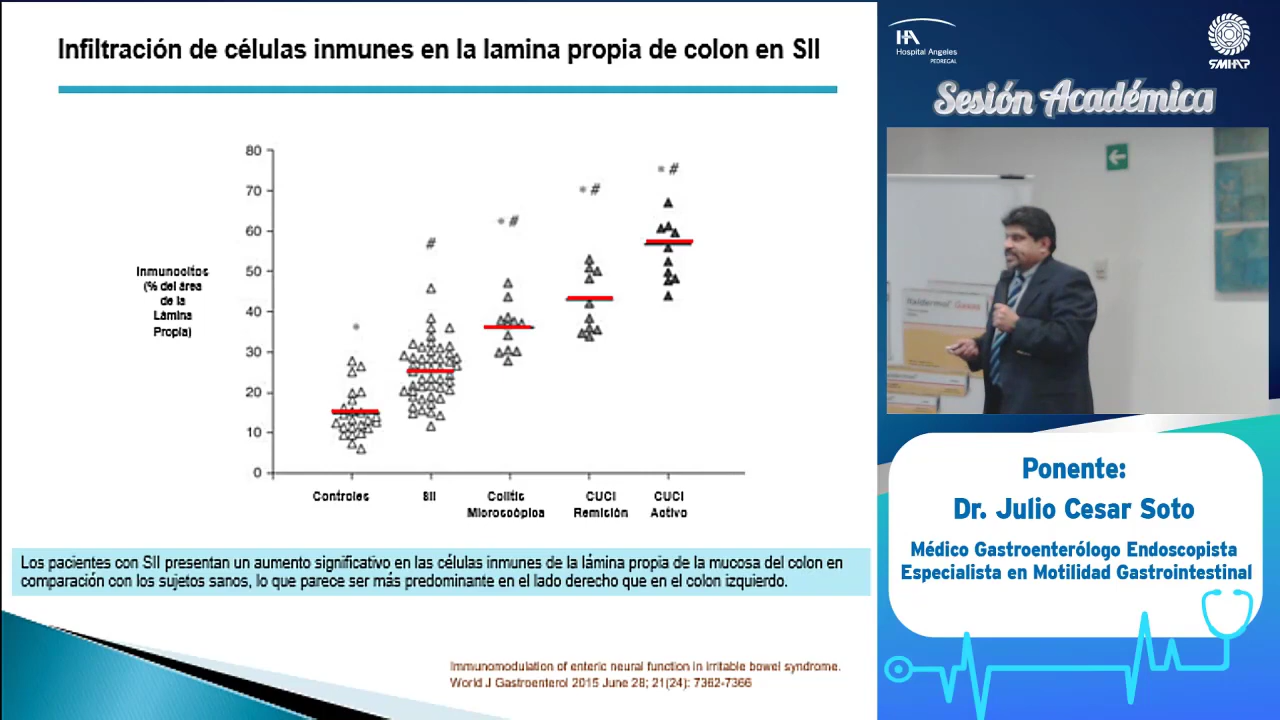 Infiltración de células inmunes en la lamina propia de colon en SII
80
70
60
50
40
30
20
10
0
Inmunocitos
(% del área
de la
Lámina
Propia)
*
#
* #
* #
* #
Controles
SII
Colitis
Microscópica
CUCI
Remisión
CUCI
Activo
Los pacientes con SII presentan un aumento significativo en las células inmunes de la lámina propia de la mucosa del colon en
comparación con los sujetos sanos, lo que parece ser más predominante en el lado derecho que en el colon izquierdo.
Immunomodulation of enteric neural function in irritable bowel syndrome.
World J Gastroenterol 2015 June 28; 21(24): 7362-7366
HA
Hospital Angeles
PEDREGAL
SMHAP
Sesión Académica
Ponente:
Dr. Julio Cesar Soto
Médico Gastroenterólogo Endoscopista
Especialista en Motilidad Gastrointestinal